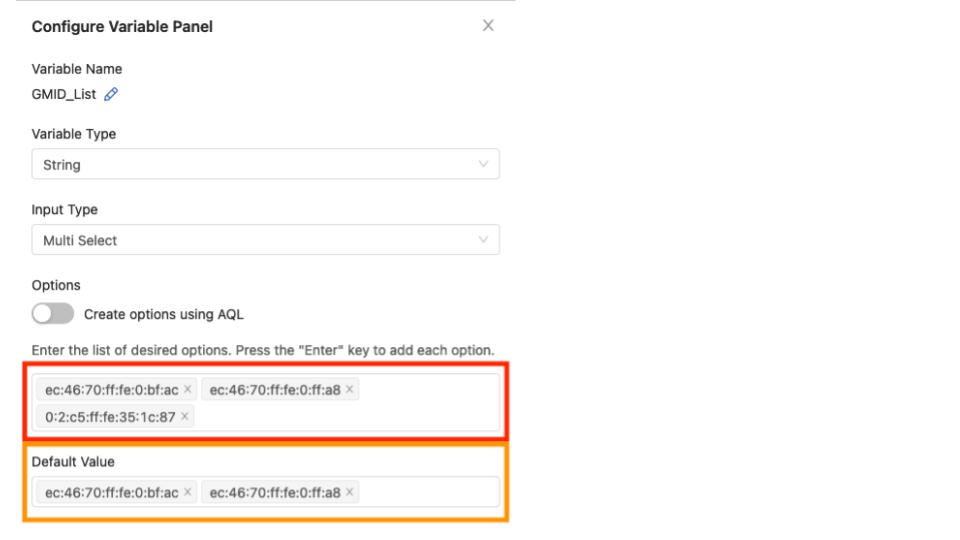 Configure Variable Panel
Variable Name
GMID_List
Variable Type
String
Input Type
Multi Select
Options
Create options using AQL
Enter the list of desired options. Press the "Enter" key to add each option.
ec:46:70:ff:fe:0:bf:ac × ec:46:70:ff:fe:0:ff:a8 ×
0:2:c5:ff:fe:35:1c:87 ×
Default Value
ec:46:70:ff:fe:0:bf:ac × ec:46:70:ff:fe:0:ff:a8 ×